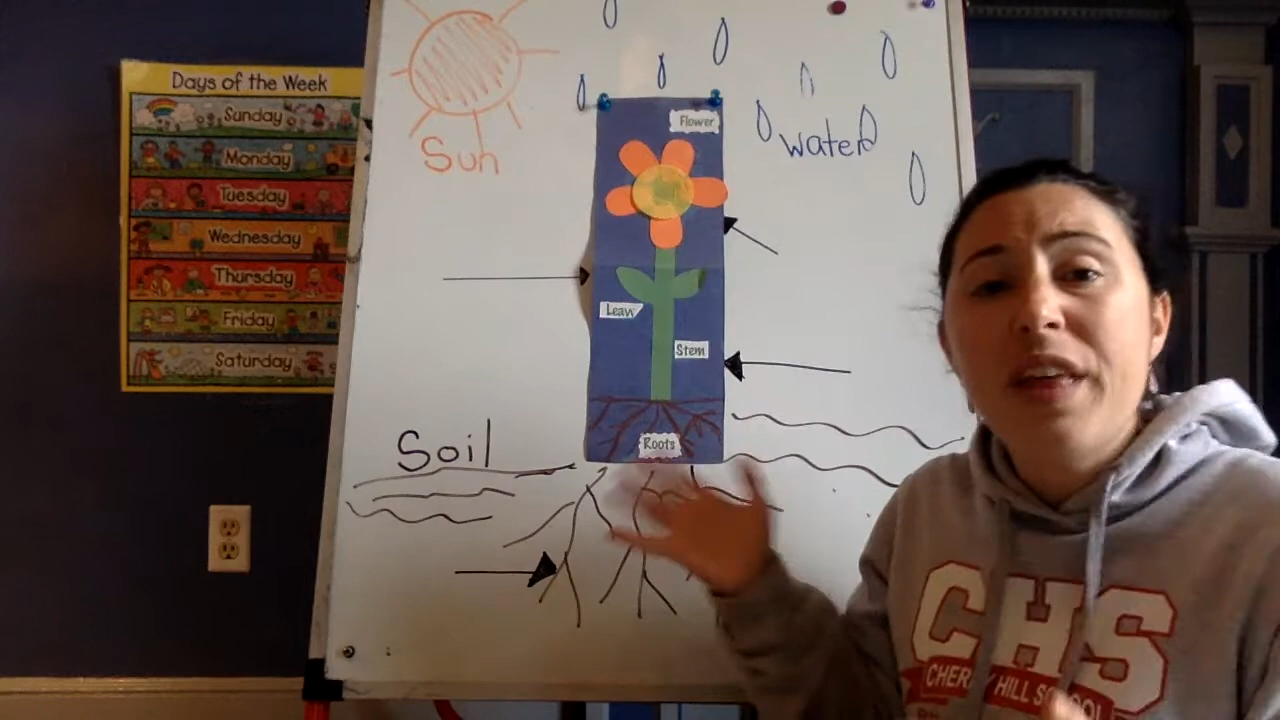 Days of the Week
Sunday
Monday
Tuesday
Wednesday
Thursday
Friday
Saturday
Sun
Flower
water
Leaf
Stem
Soil
Roots
CHS
CHERRY HILL SCHOOL